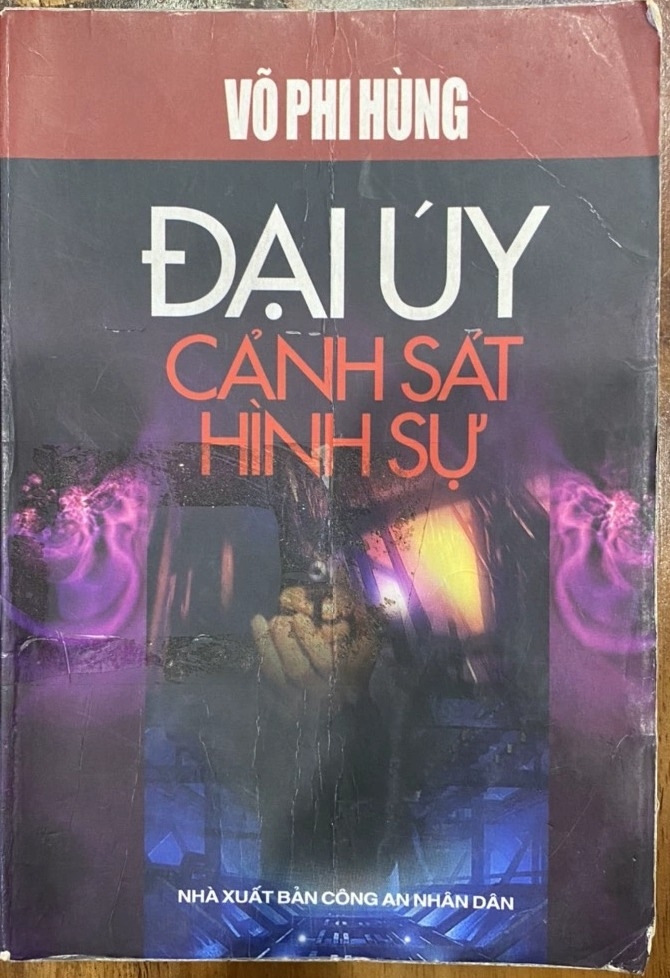 VÕ PHI HÙNG
ĐẠI ÚY
CẢNH SÁT
HÌNH SỰ
NHÀ XUẤT BẢN CÔNG AN NHÂN DÂN